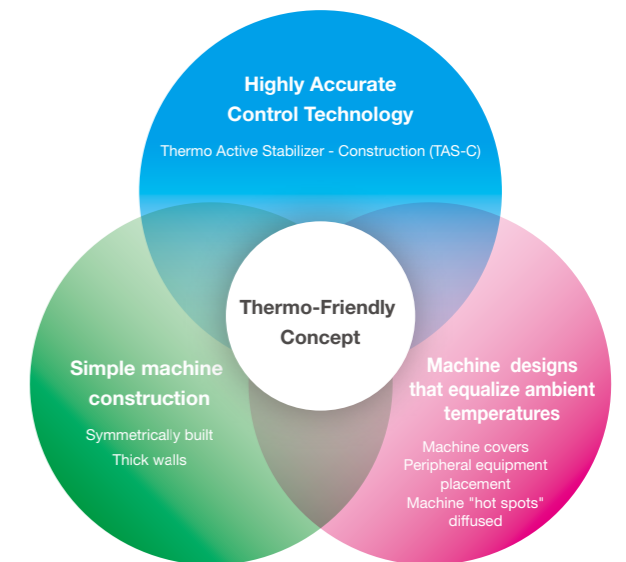 Highly Accurate
Control Technology
Thermo Active Stabilizer - Construction (TAS-C)
Thermo-Friendly
Concept
Simple machine
construction
Symmetrically built
Thick walls
Machine designs
that equalize ambient
temperatures
Machine covers
Peripheral equipment
placement
Machine "hot spots"
diffused